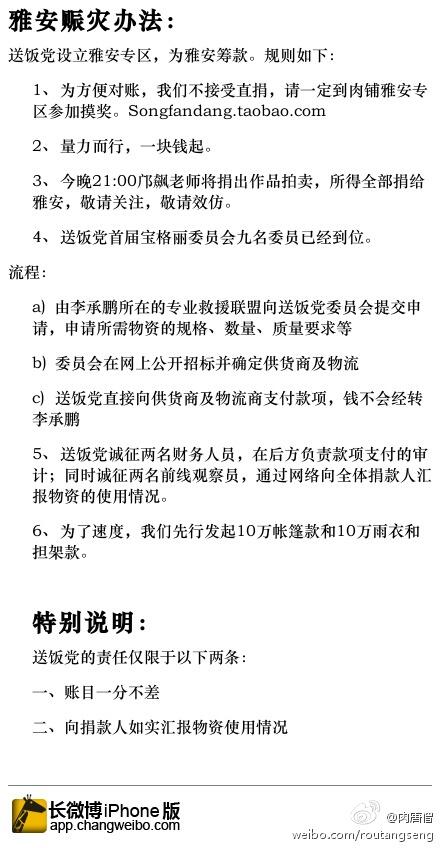 雅安赈灾办法：
送饭党设立雅安专区，为雅安筹款。规则如下：
1、为方便对账，我们不接受直捐，请一定到肉铺雅安专
区参加摸奖。Songfandang.taobao.com
2、量力而行，一块钱起。
3、今晚21:00邝飙老师将捐出作品拍卖，所得全部捐给
雅安，敬请关注，敬请效仿。
4、送饭党首届宝格丽委员会九名委员已经到位。
流程：
a) 由李承鹏所在的专业救援联盟向送饭党委员会提交申
请，申请所需物资的规格、数量、质量要求等
b) 委员会在网上公开招标并确定供货商及物流
c) 送饭党直接向供货商及物流商支付款项，钱不会经转
李承鹏
5、送饭党诚征两名财务人员，在后方负责款项支付的审
计；同时诚征两名前线观察员，通过网络向全体捐款人汇
报物资的使用情况。
6、为了速度，我们先行发起10万帐篷款和10万雨衣和
担架款。
特别说明：
送饭党的责任仅限于以下两条：
一、账目一分不差
二、向捐款人如实汇报物资使用情况
长微博iPhone版
app.changweibo.com
@肉唐僧
weibo.com/routangseng